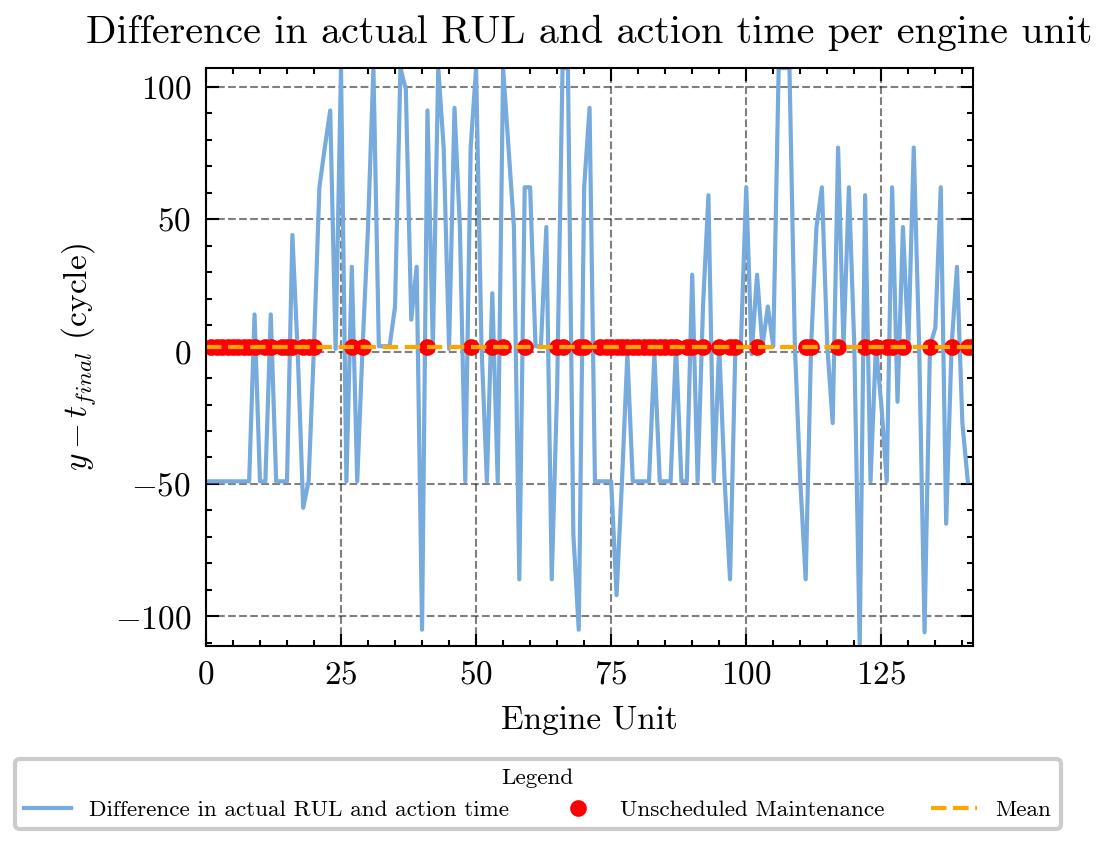 Difference in actual RUL and action time per engine unit
100
50
0
−50
−100
y − t_final (cycle)
0 25 50 75 100 125
Engine Unit
Legend
Difference in actual RUL and action time Unscheduled Maintenance Mean